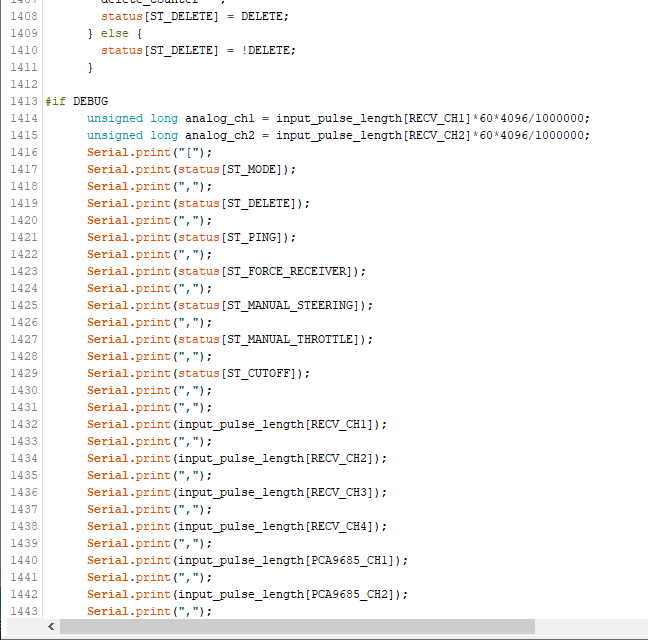 1407 delete_counter
1408 status[ST_DELETE] = DELETE;
1409 } else {
1410 status[ST_DELETE] = !DELETE;
1411 }
1412
1413 #if DEBUG
1414 unsigned long analog_ch1 = input_pulse_length[RECV_CH1]*60*4096/1000000;
1415 unsigned long analog_ch2 = input_pulse_length[RECV_CH2]*60*4096/1000000;
1416 Serial.print("[");
1417 Serial.print(status[ST_MODE]);
1418 Serial.print(",");
1419 Serial.print(status[ST_DELETE]);
1420 Serial.print(",");
1421 Serial.print(status[ST_PING]);
1422 Serial.print(",");
1423 Serial.print(status[ST_FORCE_RECEIVER]);
1424 Serial.print(",");
1425 Serial.print(status[ST_MANUAL_STEERING]);
1426 Serial.print(",");
1427 Serial.print(status[ST_MANUAL_THROTTLE]);
1428 Serial.print(",");
1429 Serial.print(status[ST_CUTOFF]);
1430 Serial.print(",");
1431 Serial.print(",");
1432 Serial.print(input_pulse_length[RECV_CH1]);
1433 Serial.print(",");
1434 Serial.print(input_pulse_length[RECV_CH2]);
1435 Serial.print(",");
1436 Serial.print(input_pulse_length[RECV_CH3]);
1437 Serial.print(",");
1438 Serial.print(input_pulse_length[RECV_CH4]);
1439 Serial.print(",");
1440 Serial.print(input_pulse_length[PCA9685_CH1]);
1441 Serial.print(",");
1442 Serial.print(input_pulse_length[PCA9685_CH2]);
1443 Serial.print(",");